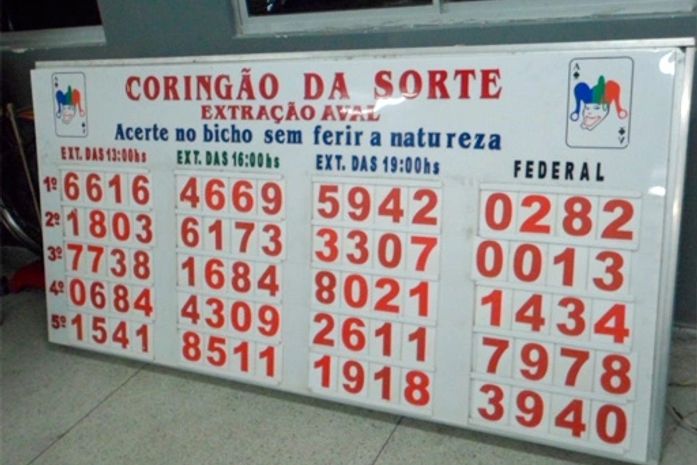 CORINGÃO DA SORTE
EXTRAÇÃO AVAL
Acerte no bicho sem ferir a natureza
EXT. DAS 13:00hs EXT. DAS 16:00hs EXT. DAS 19:00hs FEDERAL
1º 6616 4669 5942 0282
2º 1803 6173 3307 0013
3º 7738 1684 8021 1434
4º 0684 4309 2611 7978
5º 1541 8511 1918 3940